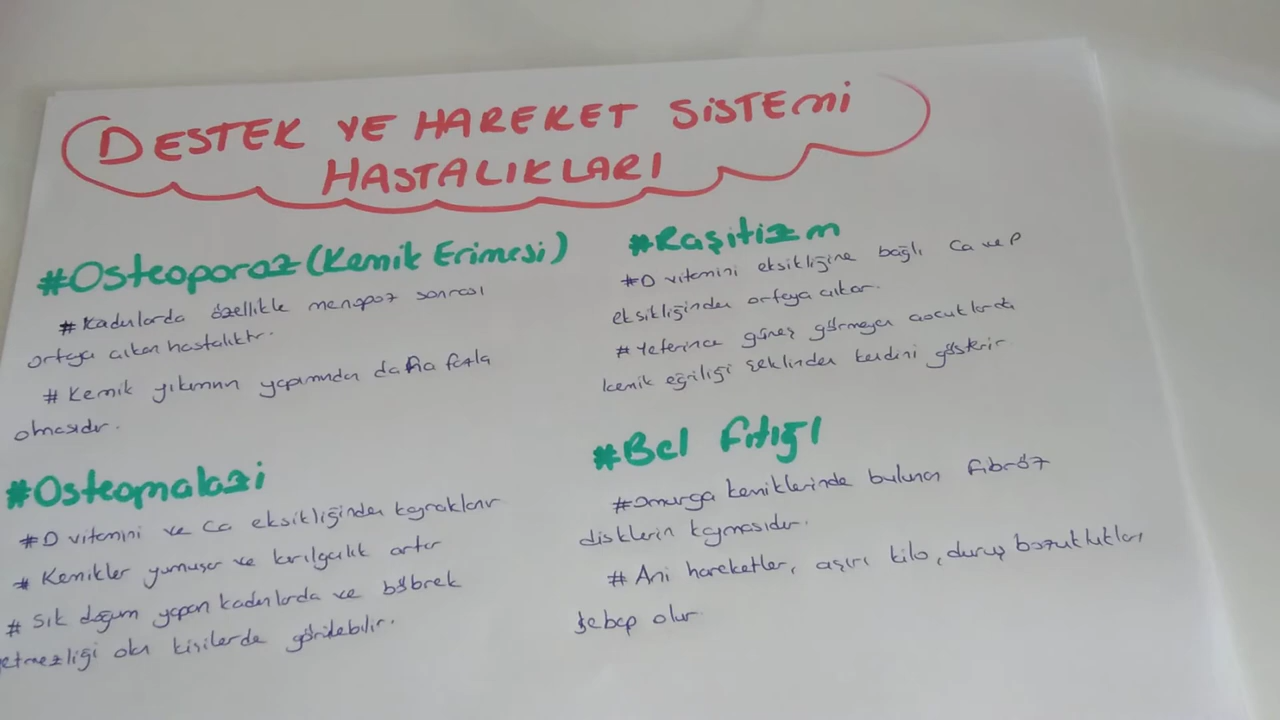 DESTEK VE HAREKET SİSTEMİ
HASTALIKLARI
#Osteoporoz (Kemik Erimesi)
# Kadınlarda özellikle menopoz sonrası
ortaya çıkan hastalıktır.
# Kemik yıkımının yapımından daha fazla
olmasıdır.
#Osteomalazi
#D vitamini ve Ca eksikliğinden kaynaklanır
# Kemikler yumuşar ve kırılganlık artar
# Sık doğum yapan kadınlarda ve böbrek
etmezliği olan kişilerde görülebilir.
#Raşitizm
#D vitamini eksikliğine bağlı Ca ve P
eksikliğinden ortaya çıkar.
# Yeterince güneş görmeyen çocuklarda
kemik eğriliği şeklinden kendini gösterir
#Bel fıtığı
#Omurga kemiklerinde bulunan fibröz
disklerin kaymasıdır.
# Ani hareketler, aşırı kilo, duruş bozuklukları
sebep olur